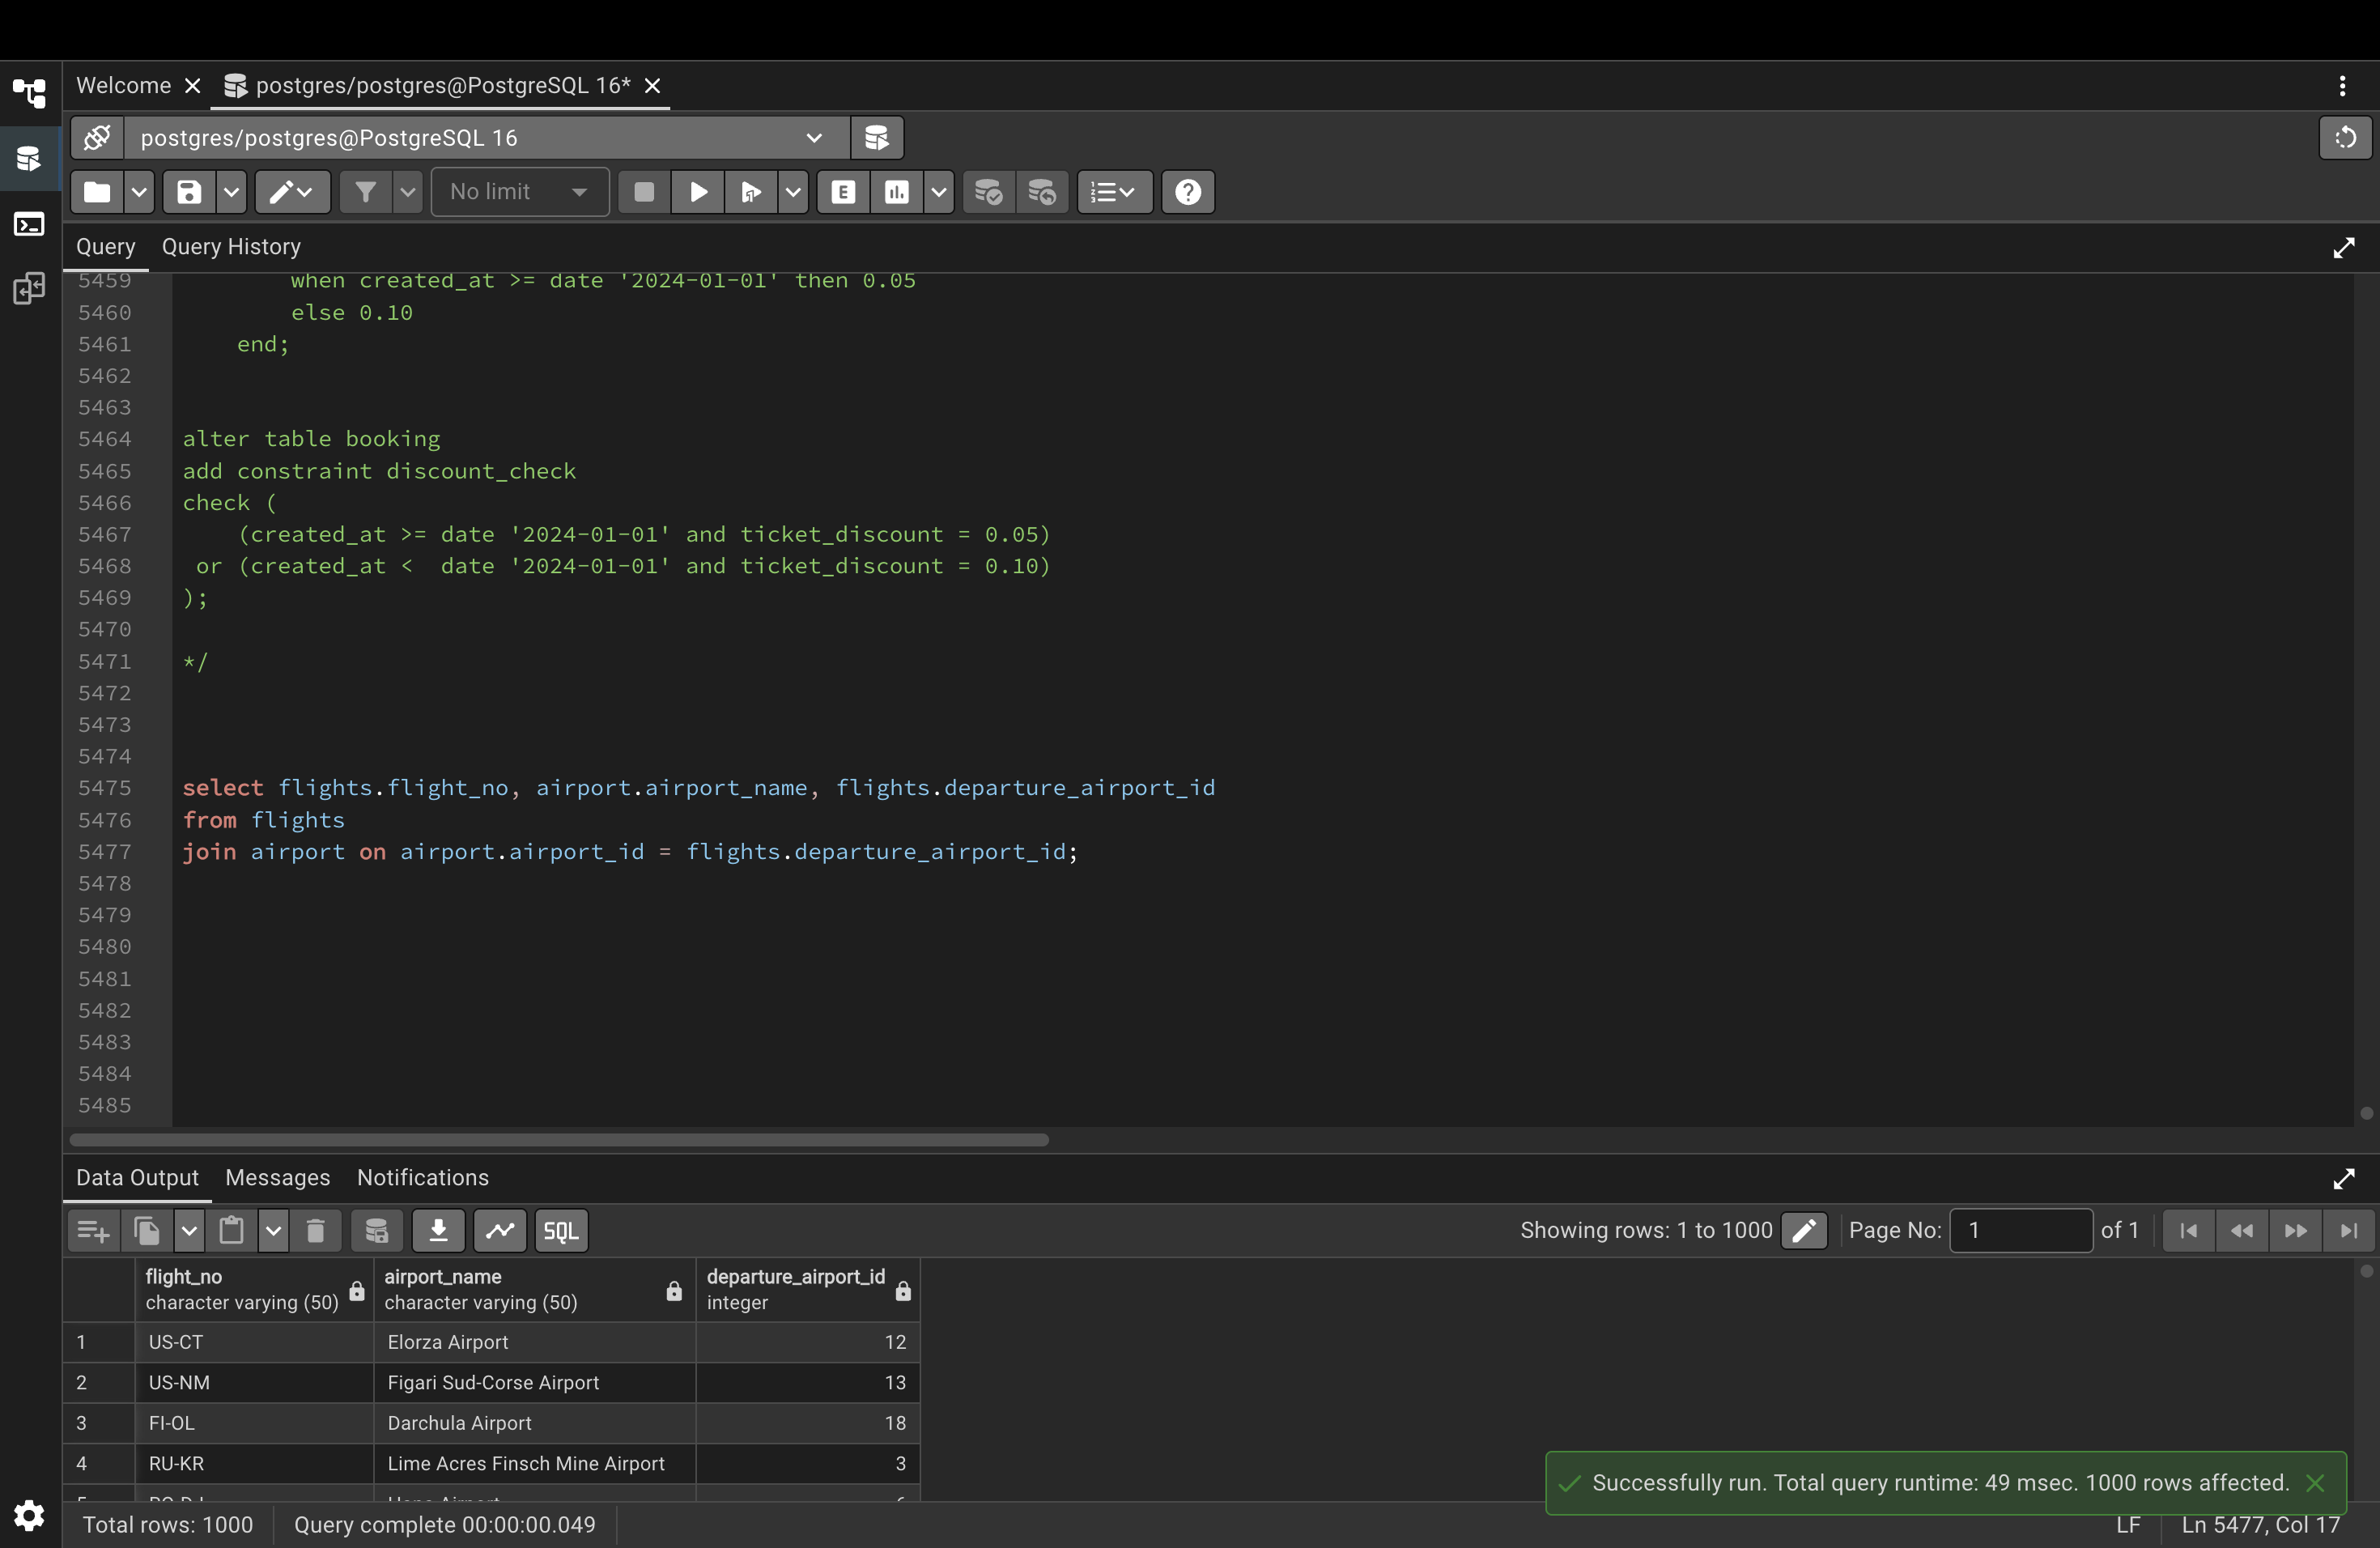 Welcome
postgres/postgres@PostgreSQL 16*
postgres/postgres@PostgreSQL 16
No limit
E
Query Query History
5459 when created_at >= date '2024-01-01' then 0.05
5460 else 0.10
5461 end;
5462
5463
5464 alter table booking
5465 add constraint discount_check
5466 check (
5467 (created_at >= date '2024-01-01' and ticket_discount = 0.05)
5468 or (created_at <  date '2024-01-01' and ticket_discount = 0.10)
5469 );
5470
5471 */
5472
5473
5474
5475 select flights.flight_no, airport.airport_name, flights.departure_airport_id
5476 from flights
5477 join airport on airport.airport_id = flights.departure_airport_id;
5478
5479
5480
5481
5482
5483
5484
5485
Data Output Messages Notifications
SQL Showing rows: 1 to 1000 Page No: 1 of 1
flight_no airport_name departure_airport_id
character varying (50) character varying (50) integer
1 US-CT Elorza Airport 12
2 US-NM Figari Sud-Corse Airport 13
3 FI-OL Darchula Airport 18
4 RU-KR Lime Acres Finsch Mine Airport 3
Successfully run. Total query runtime: 49 msec. 1000 rows affected.
Total rows: 1000 Query complete 00:00:00.049 LF Ln 5477, Col 17